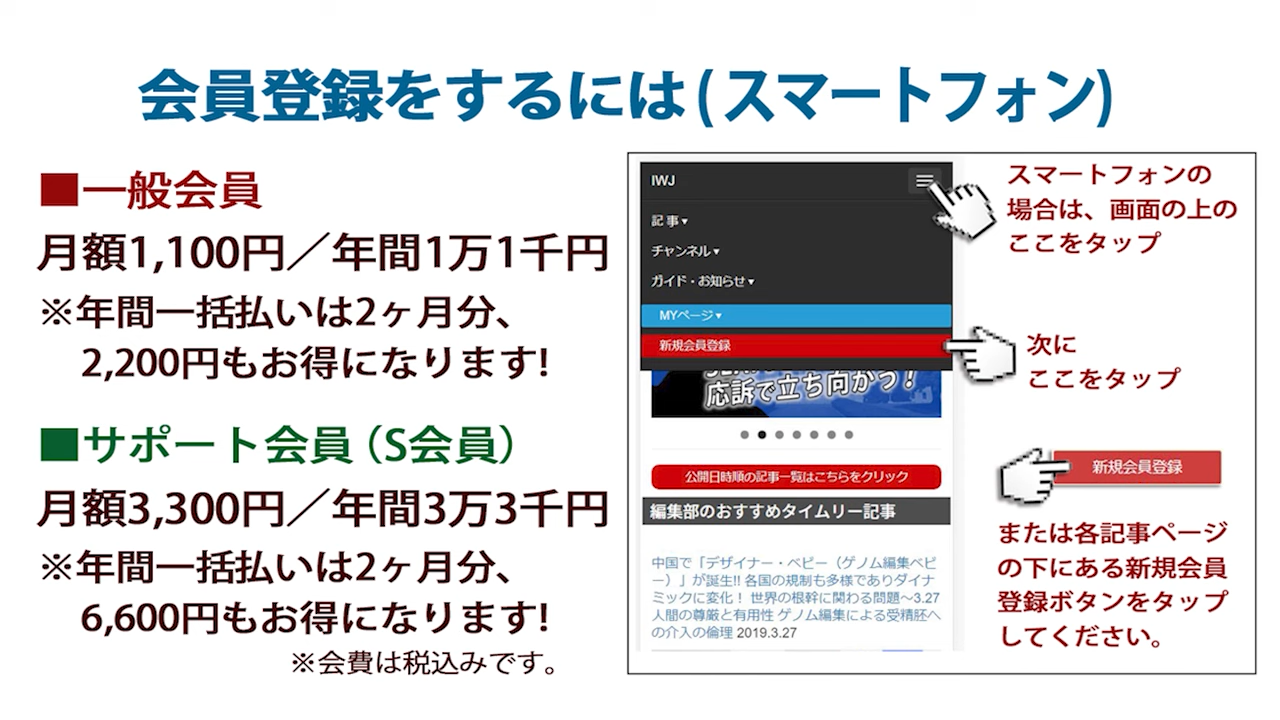 会員登録をするには(スマートフォン)
■一般会員
月額1,100円／年間1万1千円
※年間一括払いは2ヶ月分、
2,200円もお得になります!
■サポート会員（S会員）
月額3,300円／年間3万3千円
※年間一括払いは2ヶ月分、
6,600円もお得になります!
※会費は税込みです。
IWJ
記事▾
チャンネル▾
ガイド・お知らせ▾
MYページ▾
新規会員登録
応訴で立ち向かう！
公開日時順の記事一覧はこちらをクリック
編集部のおすすめタイムリー記事
中国で「デザイナー・ベビー（ゲノム編集ベビ
ー）」が誕生!! 各国の規制も多様でありダイナ
ミックに変化！ 世界の根幹に関わる問題～3.27
人間の尊厳と有用性 ゲノム編集による受精胚へ
の介入の倫理 2019.3.27
スマートフォンの
場合は、画面の上の
ここをタップ
次に
ここをタップ
新規会員登録
または各記事ページ
の下にある新規会員
登録ボタンをタップ
してください。